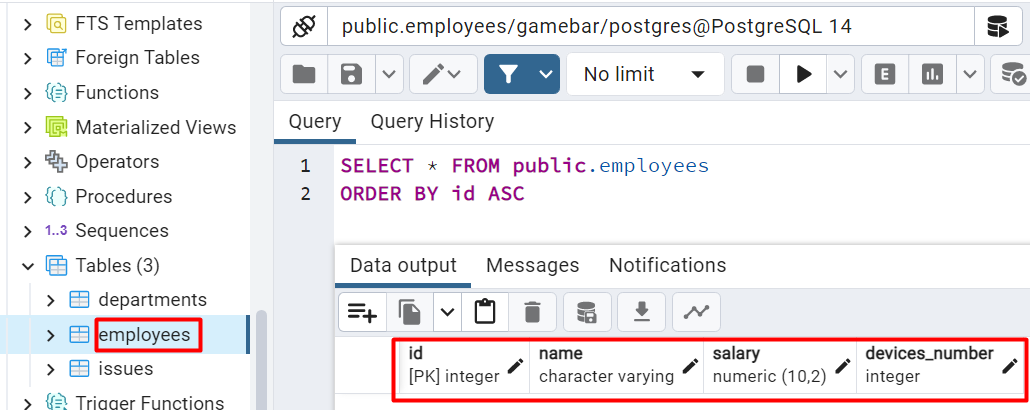 FTS Templates
Foreign Tables
Functions
Materialized Views
Operators
Procedures
1..3 Sequences
Tables (3)
departments
employees
issues
Trigger Functions
public.employees/gamebar/postgres@PostgreSQL 14
No limit
E
Query Query History
1 SELECT * FROM public.employees
2 ORDER BY id ASC
Data output Messages Notifications
id name salary devices_number
[PK] integer character varying numeric (10,2) integer